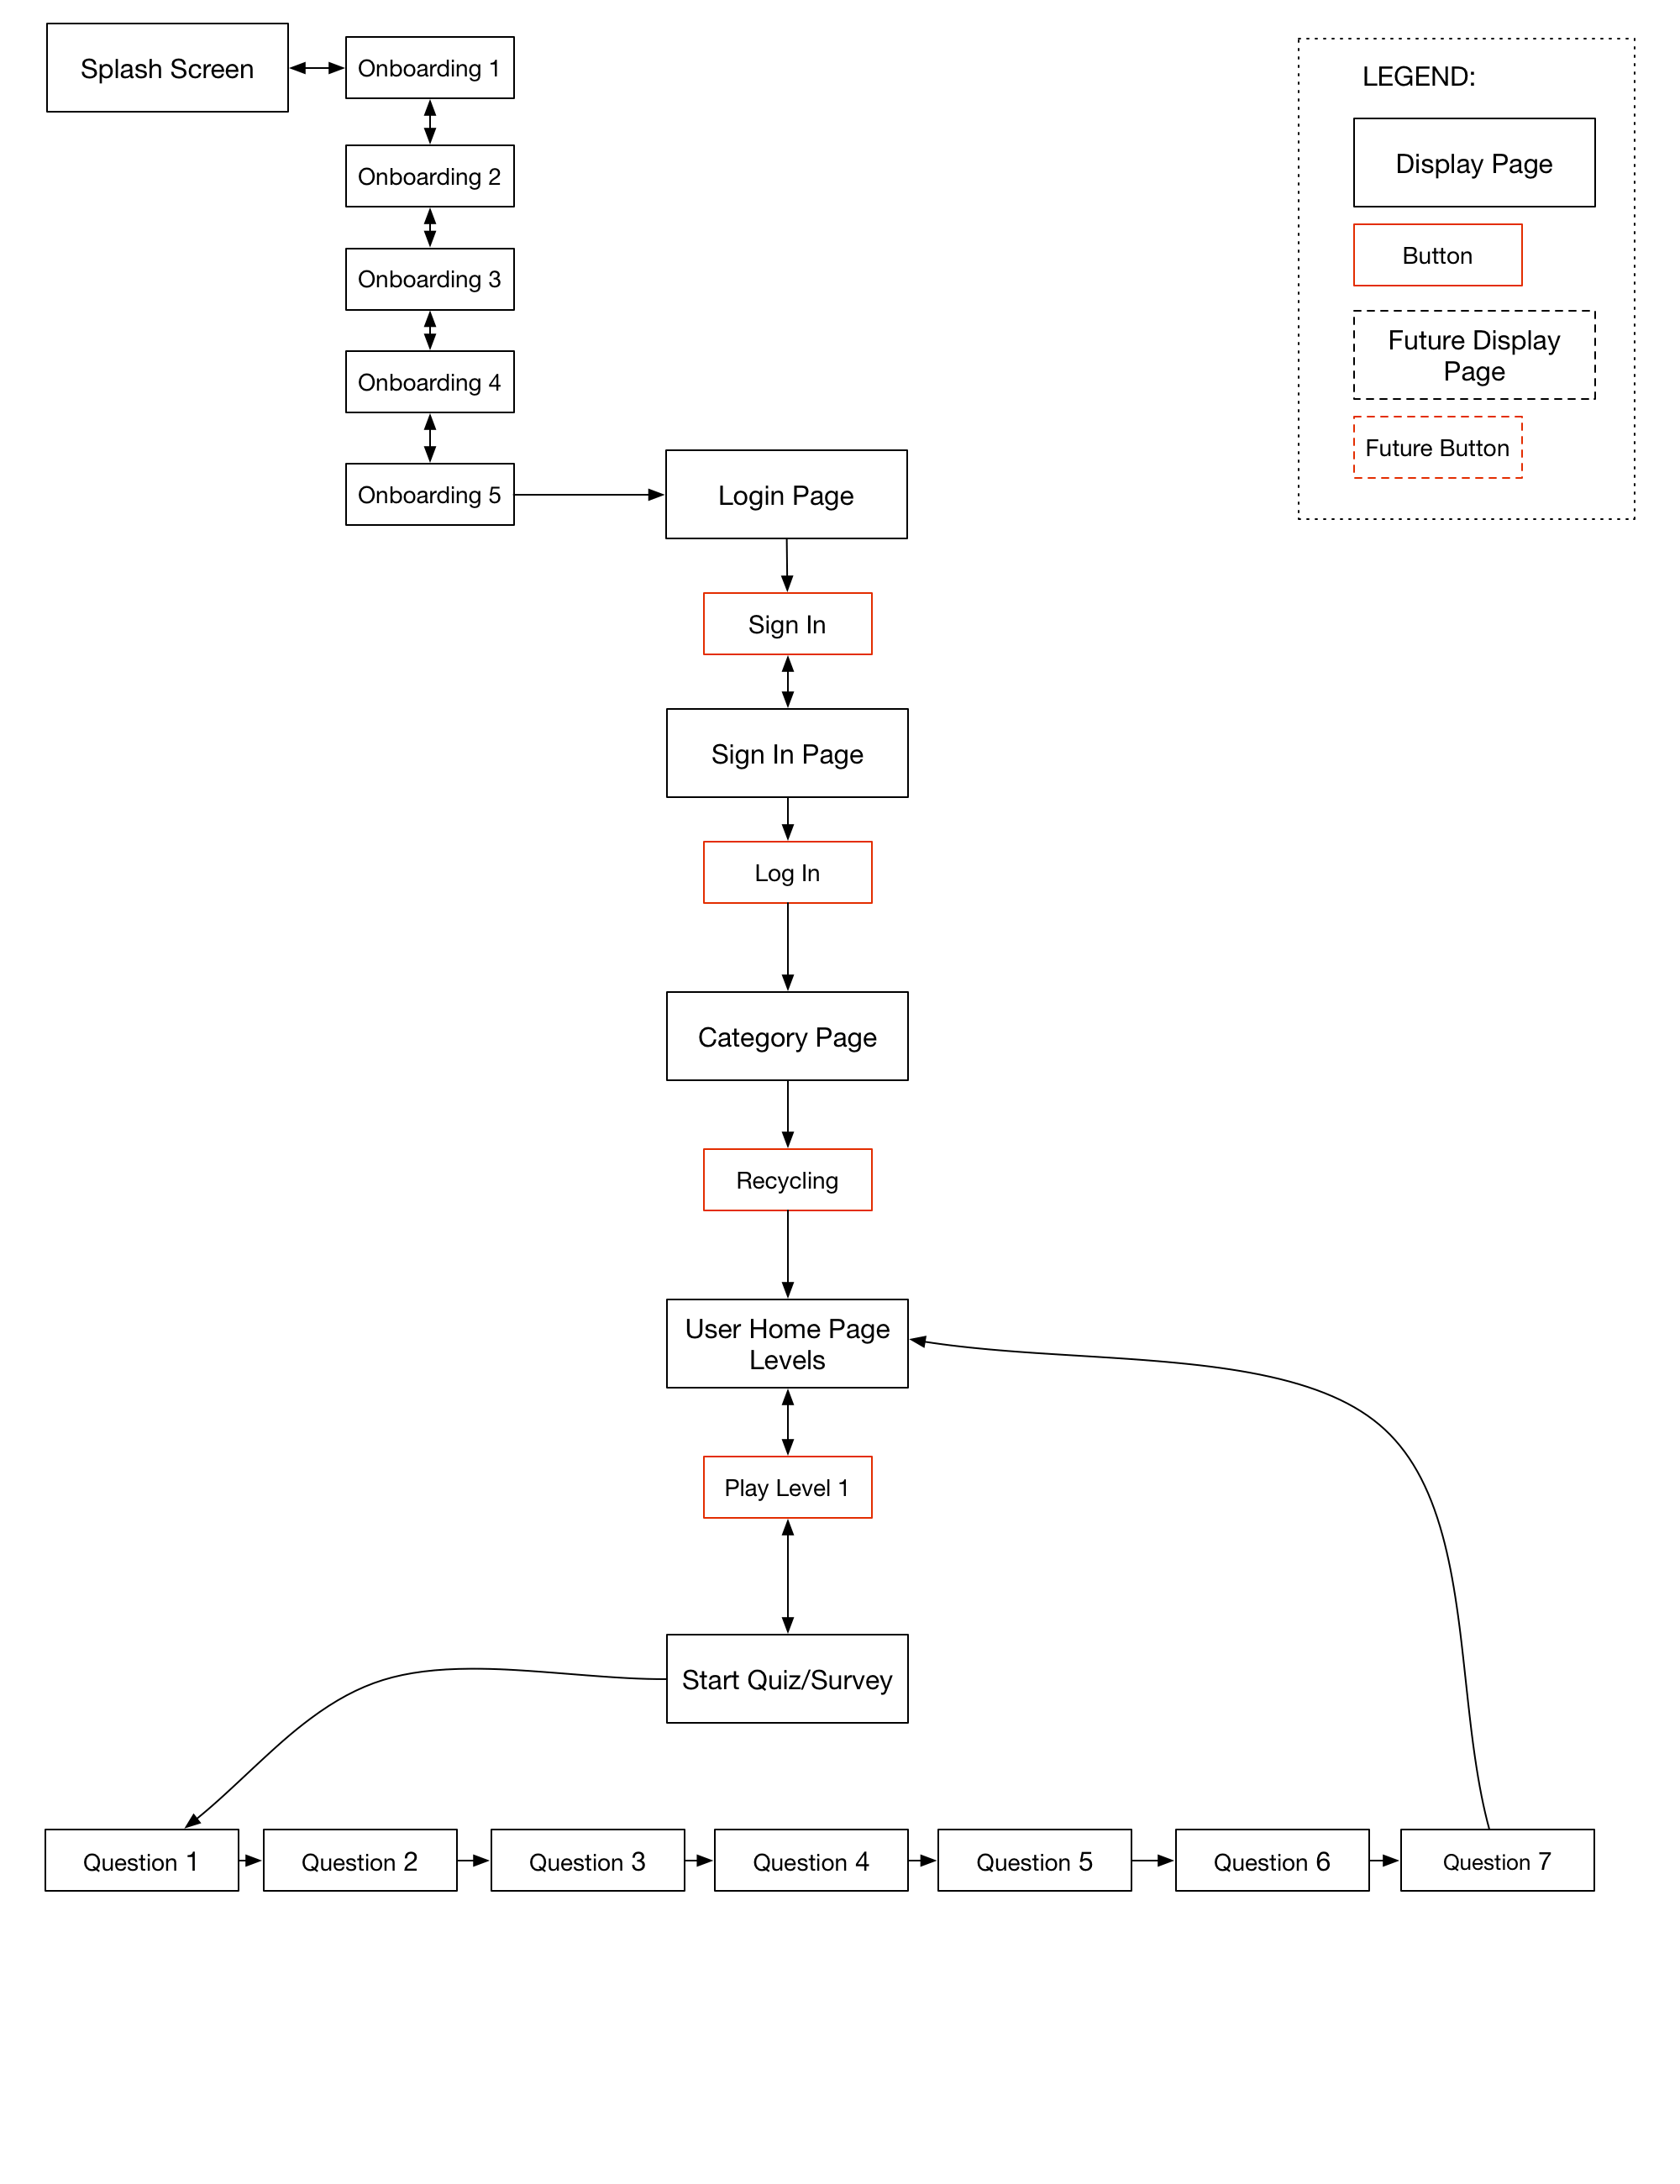 Splash Screen
Onboarding 1
Onboarding 2
Onboarding 3
Onboarding 4
Onboarding 5
LEGEND:
Display Page
Button
Future Display
Page
Future Button
Login Page
Sign In
Sign In Page
Log In
Category Page
Recycling
User Home Page
Levels
Play Level 1
Start Quiz/Survey
Question 1
Question 2
Question 3
Question 4
Question 5
Question 6
Question 7